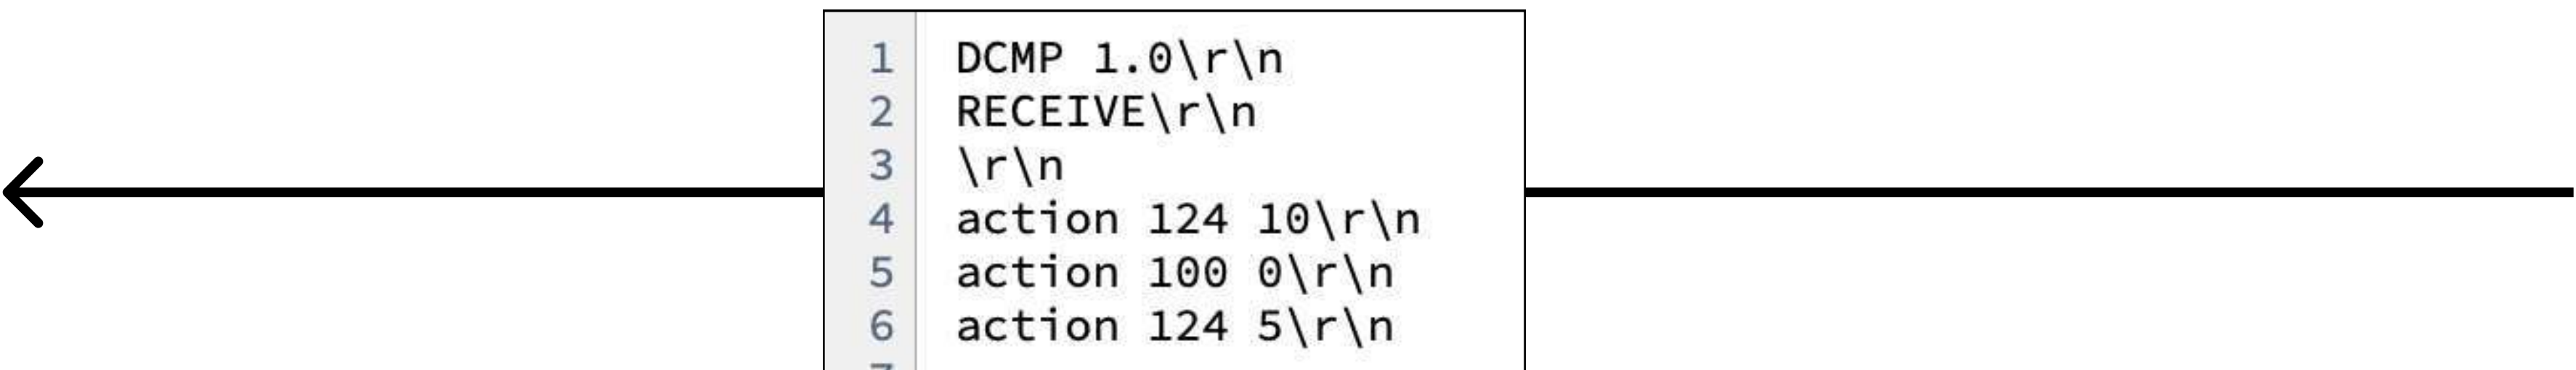 1 DCMP 1.0\r\n
2 RECEIVE\r\n
3 \r\n
4 action 124 10\r\n
5 action 100 0\r\n
6 action 124 5\r\n